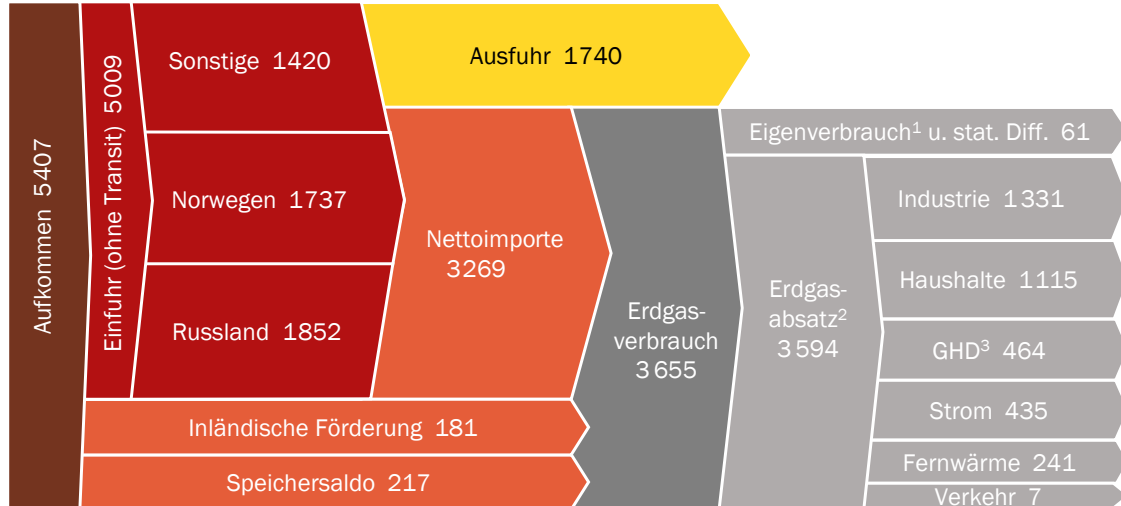 Aufkommen 5407
Einfuhr (ohne Transit) 5009
Sonstige 1420
Norwegen 1737
Russland 1852
Ausfuhr 1740
Nettoimporte
3269
Inländische Förderung 181
Speichersaldo 217
Erdgas-
verbrauch
3655
Eigenverbrauch¹ u. stat. Diff. 61
Erdgas-
absatz²
3594
Industrie 1331
Haushalte 1115
GHD³ 464
Strom 435
Fernwärme 241
Verkehr 7